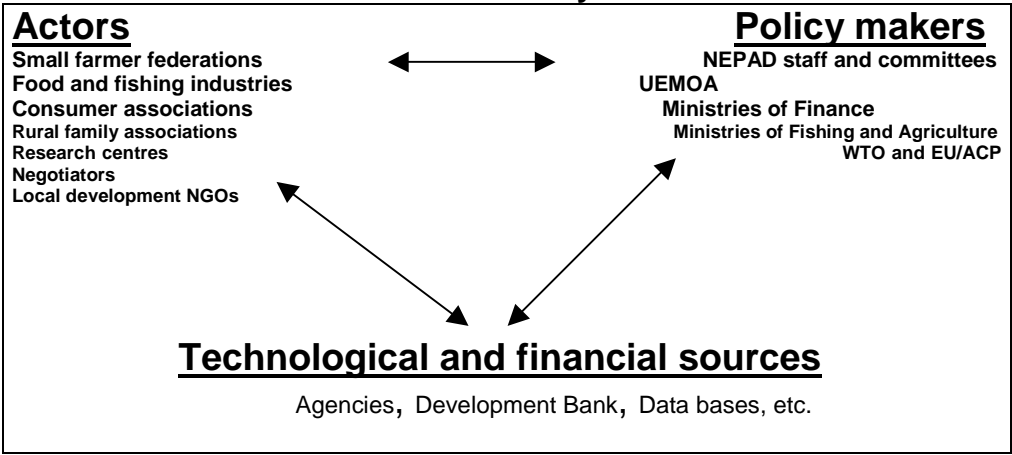 Actors
Small farmer federations
Food and fishing industries
Consumer associations
Rural family associations
Research centres
Negotiators
Local development NGOs
Policy makers
NEPAD staff and committees
UEMOA
Ministries of Finance
Ministries of Fishing and Agriculture
WTO and EU/ACP
Technological and financial sources
Agencies, Development Bank, Data bases, etc.